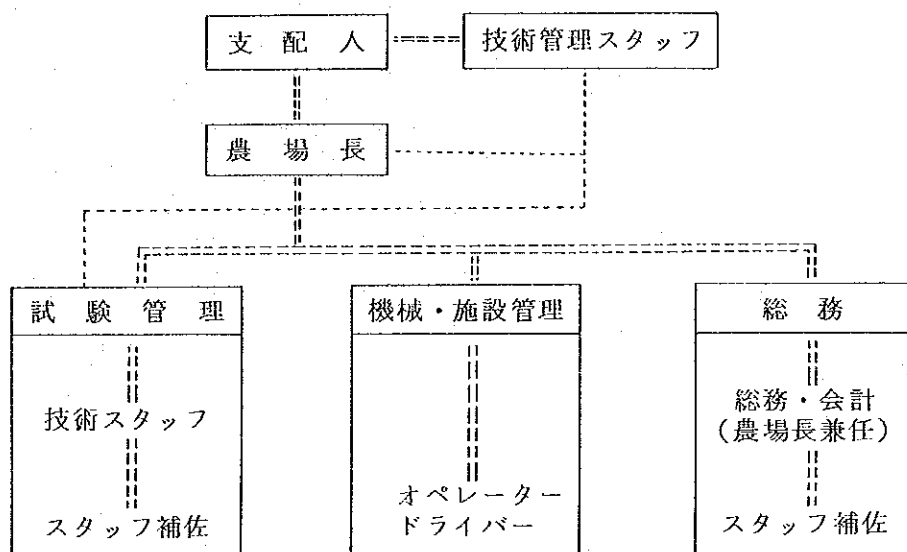 支配人
技術管理スタッフ
農場長
試験管理
機械・施設管理
総務
技術スタッフ
総務・会計
(農場長兼任)
スタッフ補佐
オペレーター
ドライバー
スタッフ補佐